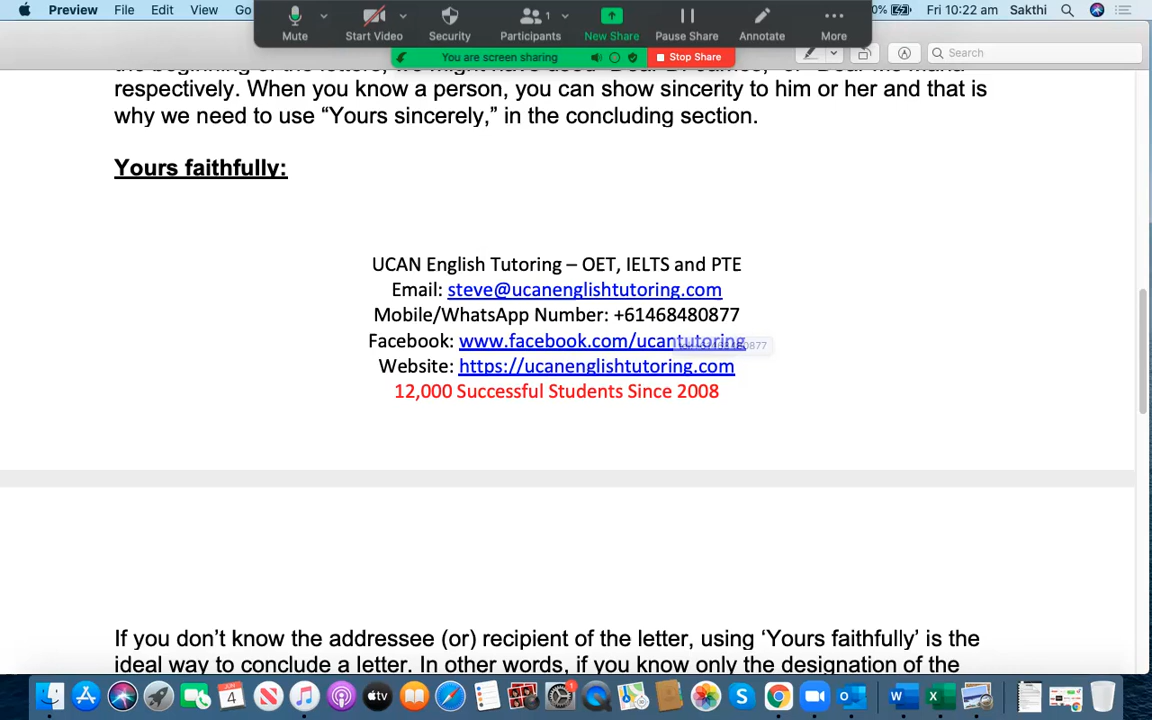 Preview File Edit View Go
Mute Start Video Security Participants 1 New Share Pause Share Annotate More
0% Fri 10:22 am Sakthi
You are screen sharing Stop Share
Search
respectively. When you know a person, you can show sincerity to him or her and that is
why we need to use “Yours sincerely,” in the concluding section.
Yours faithfully:
UCAN English Tutoring – OET, IELTS and PTE
Email: steve@ucanenglishtutoring.com
Mobile/WhatsApp Number: +61468480877
Facebook: www.facebook.com/ucantutoring
Website: https://ucanenglishtutoring.com
12,000 Successful Students Since 2008
If you don’t know the addressee (or) recipient of the letter, using ‘Yours faithfully’ is the
ideal way to conclude a letter. In other words, if you know only the designation of the